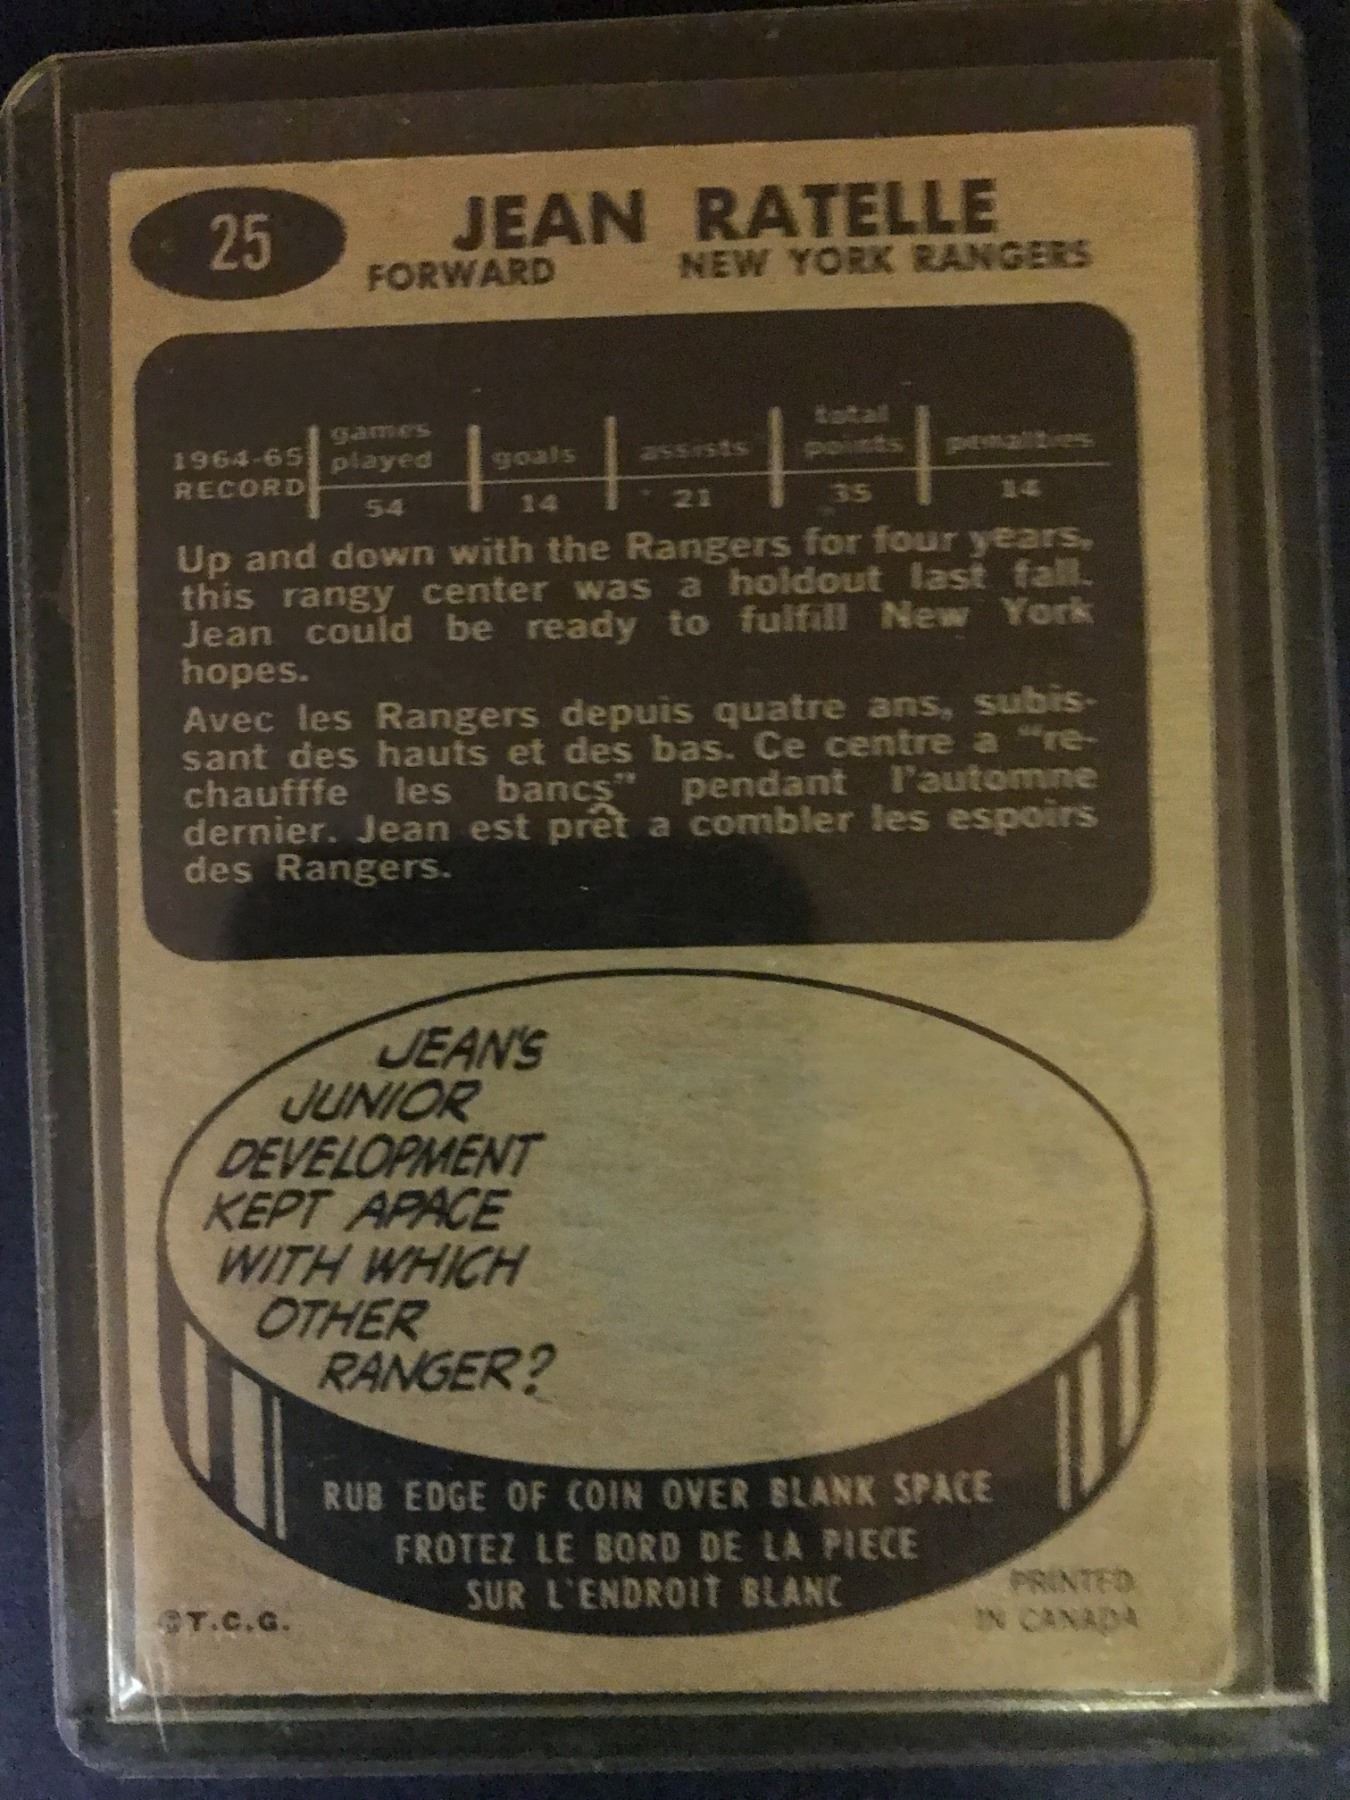 25
JEAN RATELLE
FORWARD NEW YORK RANGERS
1964-65 RECORD games played goals assists total points penalties
54 14 21 35 14
Up and down with the Rangers for four years,
this rangy center was a holdout last fall.
Jean could be ready to fulfill New York
hopes.
Avec les Rangers depuis quatre ans, subis-
sant des hauts et des bas. Ce centre a "re-
chaufffe les bancs" pendant l'automne
dernier. Jean est prêt a combler les espoirs
des Rangers.
JEAN'S
JUNIOR
DEVELOPMENT
KEPT APACE
WITH WHICH
OTHER
RANGER?
RUB EDGE OF COIN OVER BLANK SPACE
FROTEZ LE BORD DE LA PIECE
SUR L'ENDROIT BLANC
©T.C.G.
PRINTED
IN CANADA